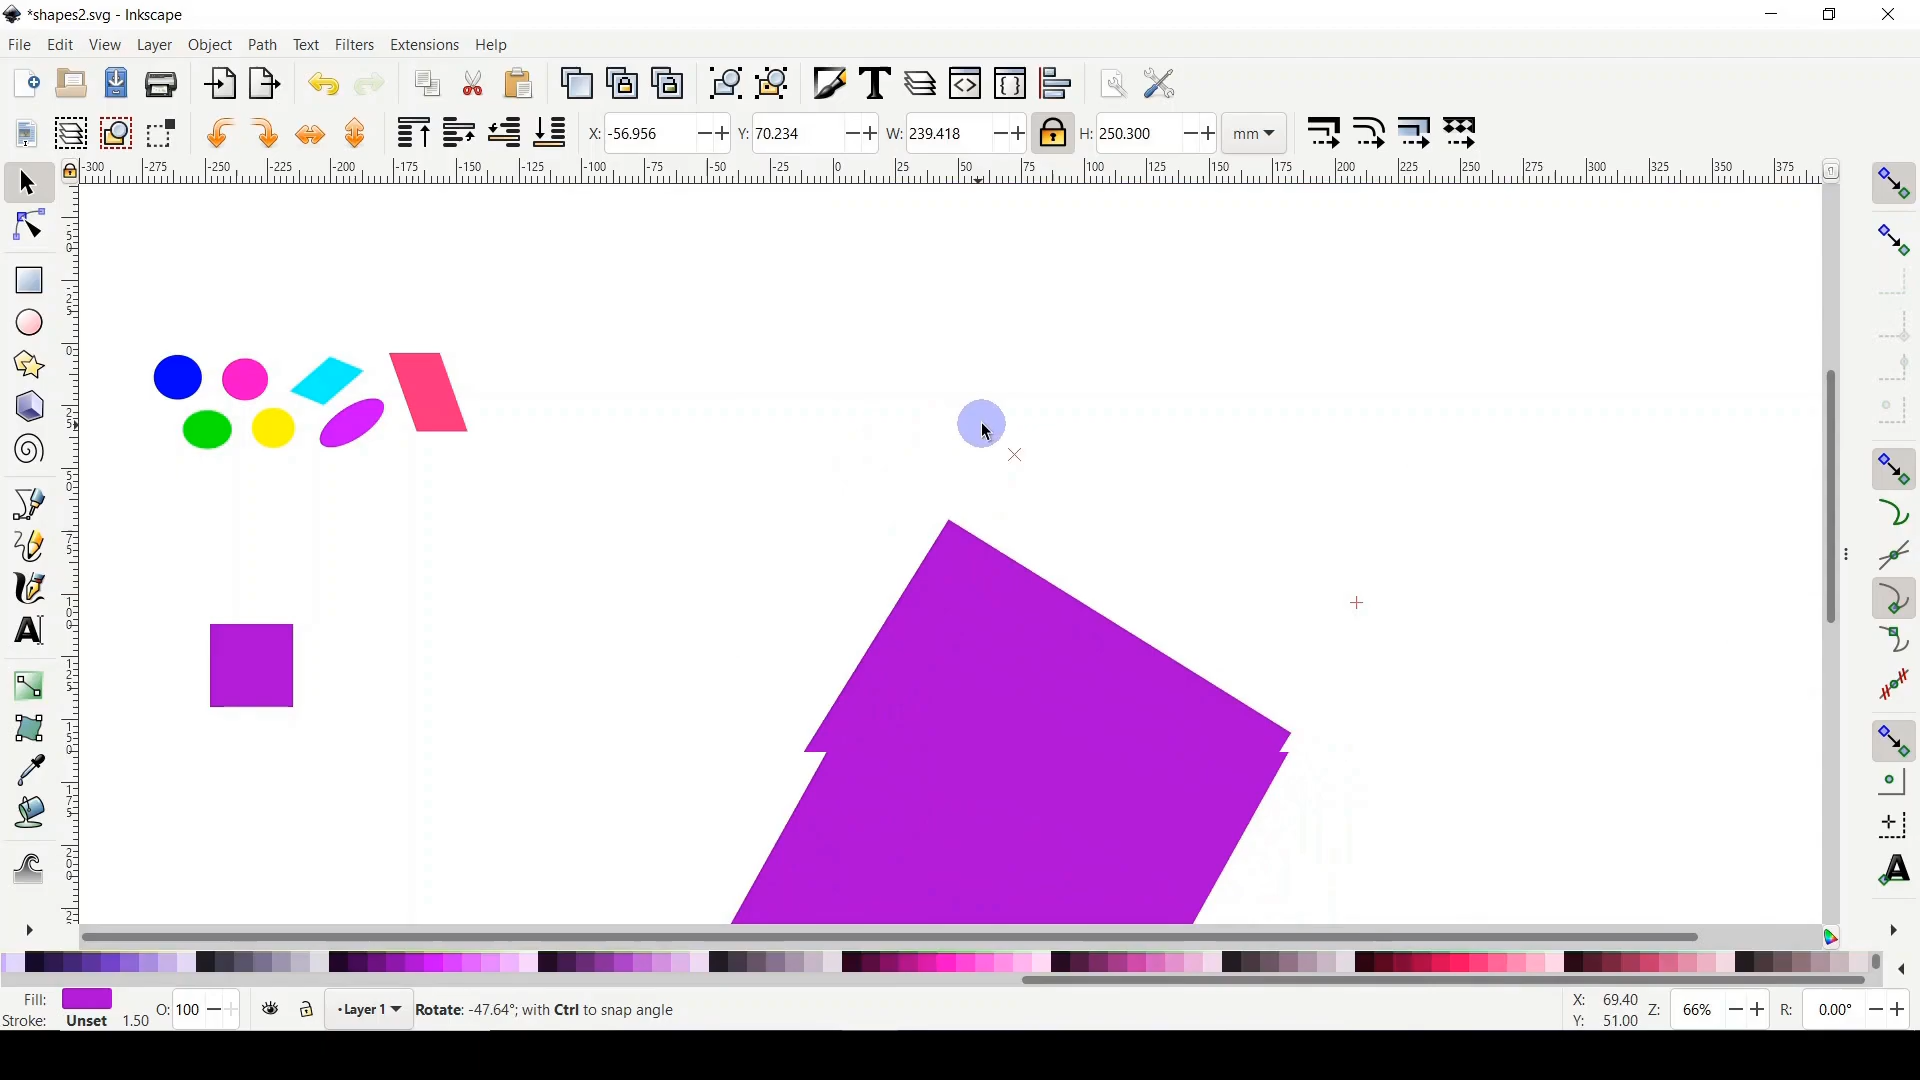 *shapes2.svg - Inkscape
File Edit View Layer Object Path Text Filters Extensions Help
X: -56.956 Y: 70.234 W: 239.418 H: 250.300 mm
-300 -275 -250 -225 -200 -175 -150 -125 -100 -75 -50 -25 0 25 50 75 100 125 150 175 200 225 250 275 300 325 350 375
Fill: O: 100 Layer 1 Rotate: -47.64°; with Ctrl to snap angle X: 69.40 Z: 66% R: 0.00°
Stroke: Unset 1.50 Y: 51.00